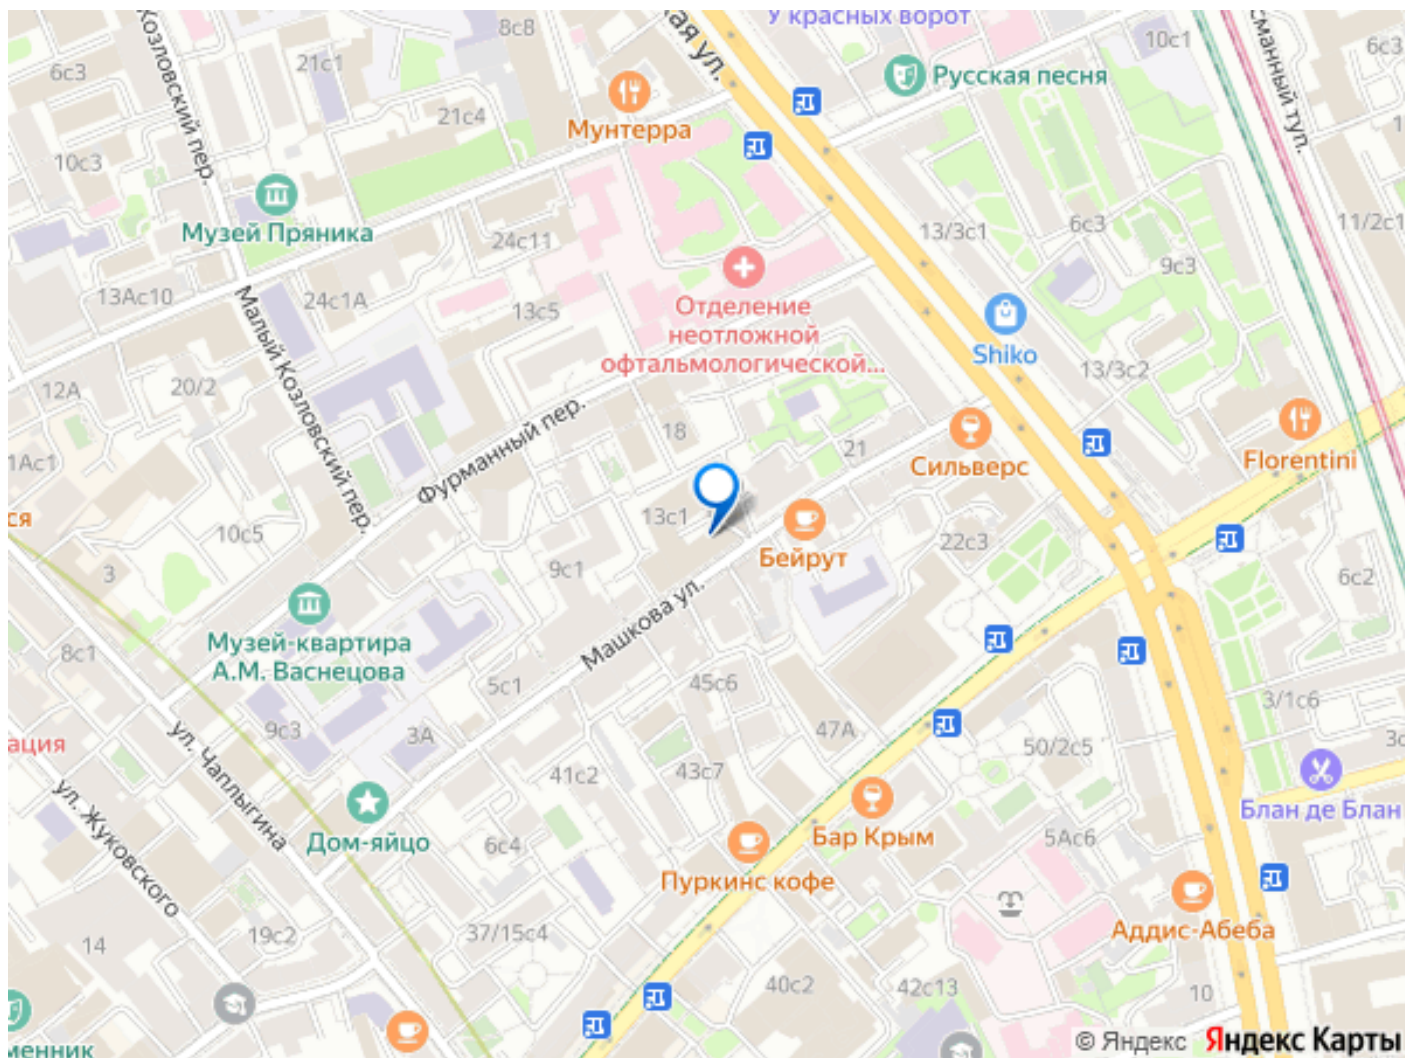 У красных ворот
8с8
10с1
6с3
21с1
6с3
Русская песня
21с4
Мунтерра
Козловский пер.
10с3
Музей Пряника
24с11
13/3с1
6с3
11/2с1
9с3
13Ас10
24с1А
13с5
Отделение
неотложной
офтальмологической...
Shiko
Малый Козловский пер.
13/3с2
12А
20/2
Фурманный пер.
18
21
Сильверс
Florentini
1Ас1
13с1
10с5
22с3
Бейрут
3
9с1
6с2
Машкова ул.
Музей-квартира
А.М. Васнецова
8с1
5с1
45с6
3/1с6
9с3
3А
47А
50/2с5
ул. Чаплыгина
41с2
43с7
Блан де Блан
ул. Жуковского
Дом-яйцо
6с4
Бар Крым
5Ас6
Пуркинс кофе
Аддис-Абеба
14
19с2
37/15с4
40с2
42с13
10
© Яндекс Яндекс Карты